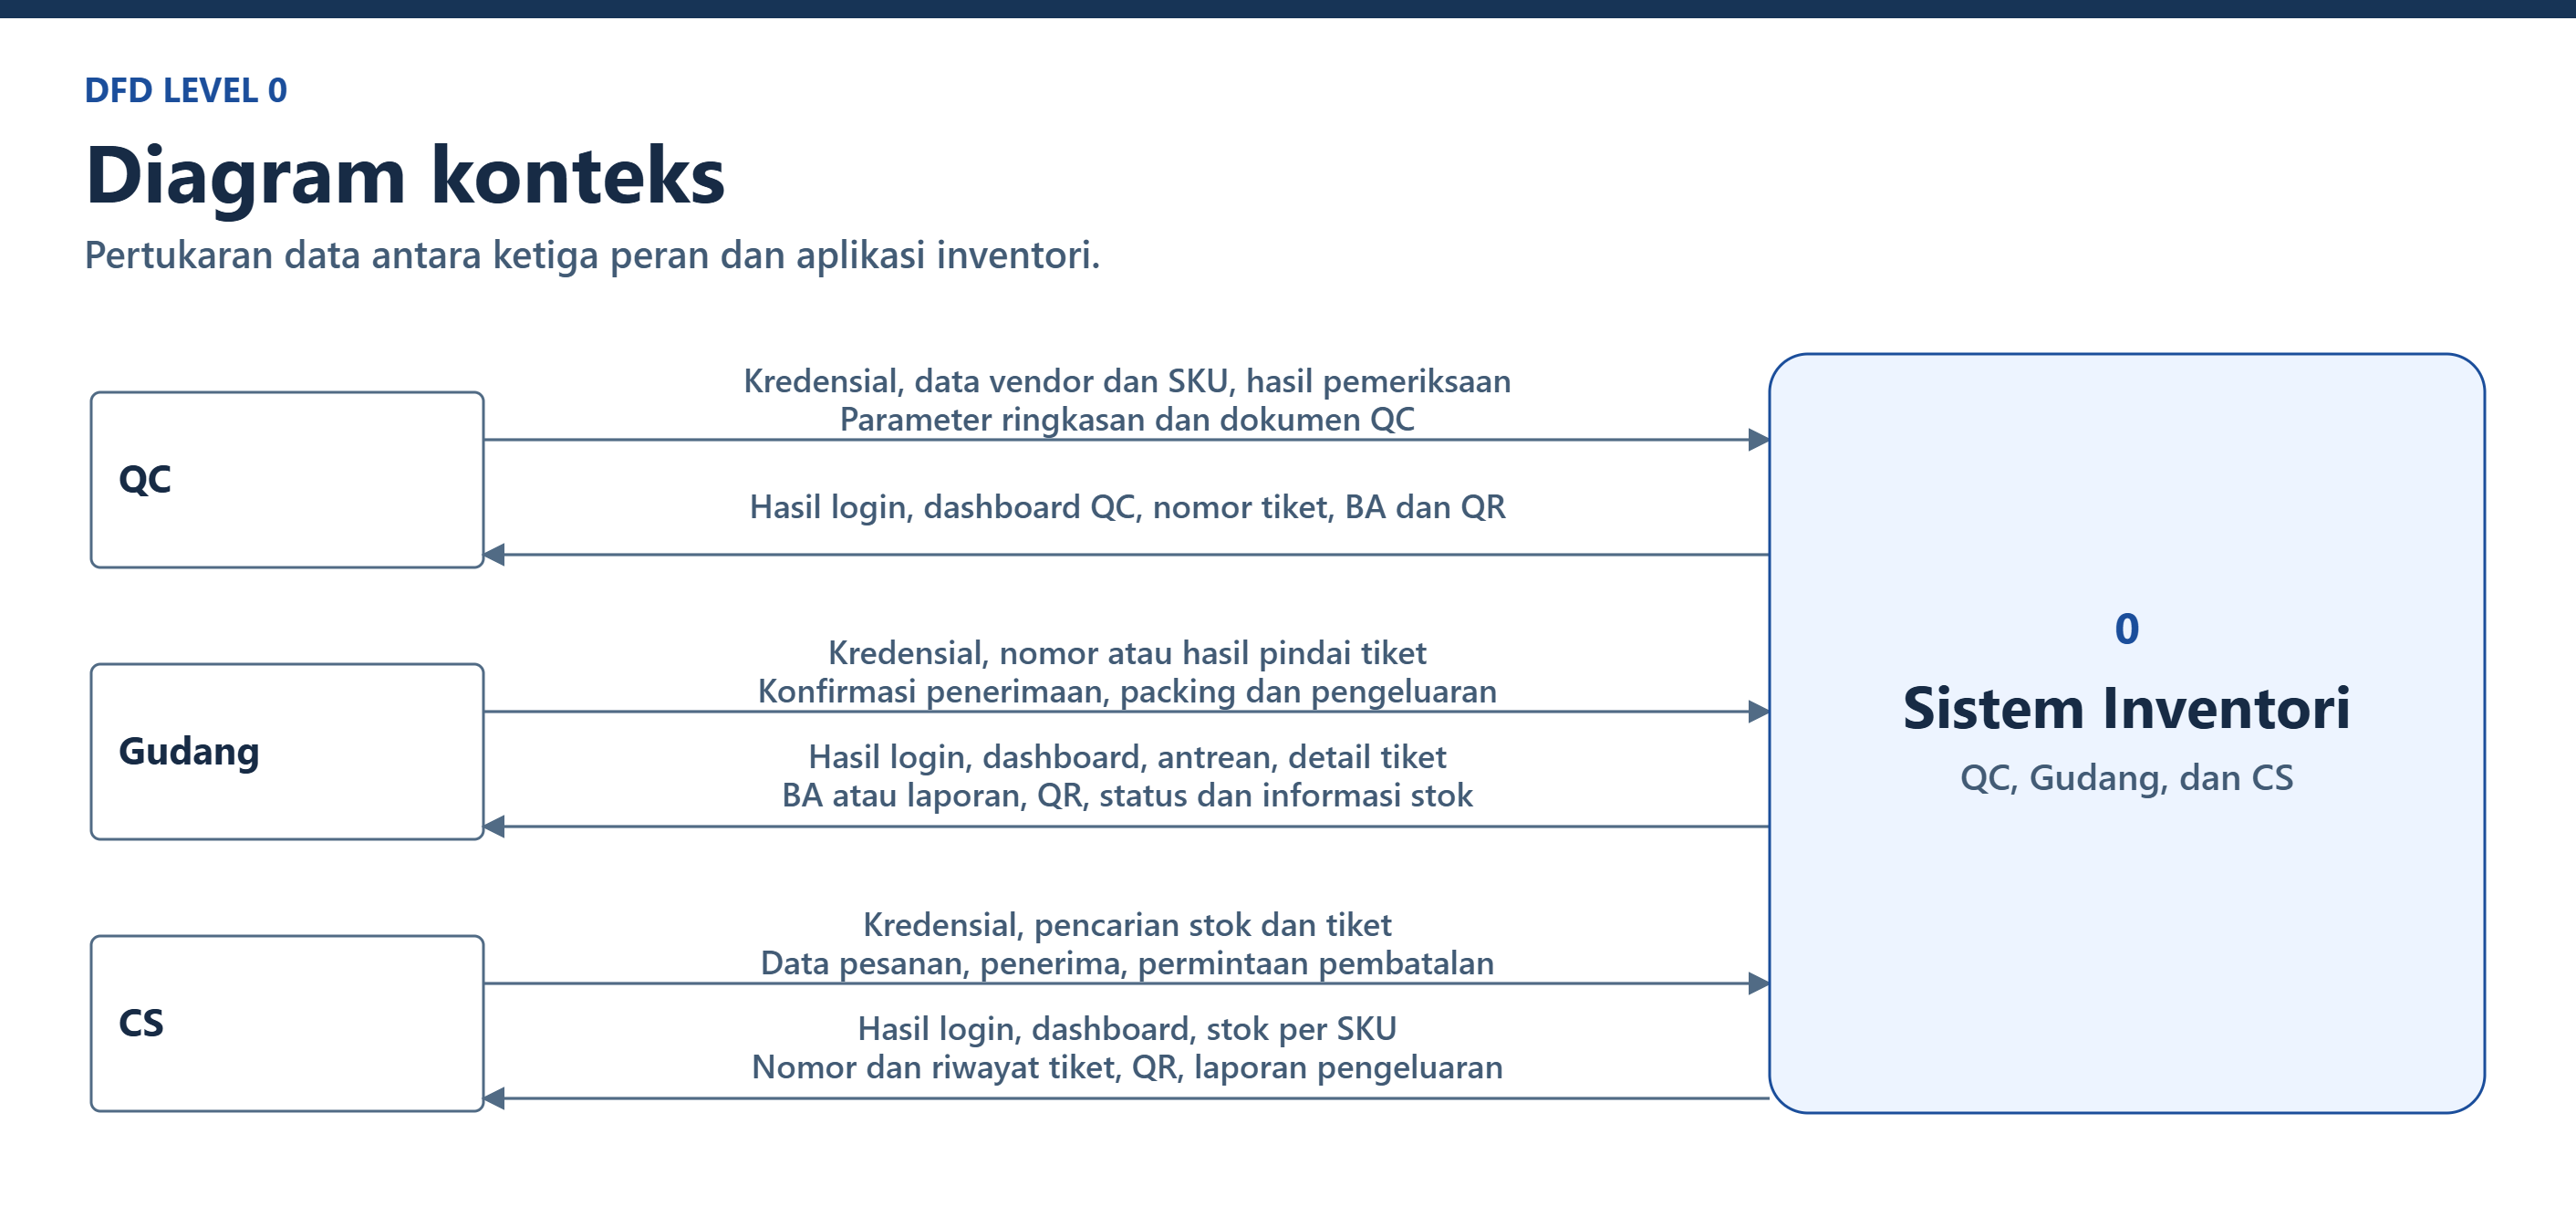 DFD LEVEL 0
Diagram konteks
Pertukaran data antara ketiga peran dan aplikasi inventori.
QC
Kredensial, data vendor dan SKU, hasil pemeriksaan
Parameter ringkasan dan dokumen QC
Hasil login, dashboard QC, nomor tiket, BA dan QR
Gudang
Kredensial, nomor atau hasil pindai tiket
Konfirmasi penerimaan, packing dan pengeluaran
Hasil login, dashboard, antrean, detail tiket
BA atau laporan, QR, status dan informasi stok
CS
Kredensial, pencarian stok dan tiket
Data pesanan, penerima, permintaan pembatalan
Hasil login, dashboard, stok per SKU
Nomor dan riwayat tiket, QR, laporan pengeluaran
0
Sistem Inventori
QC, Gudang, dan CS